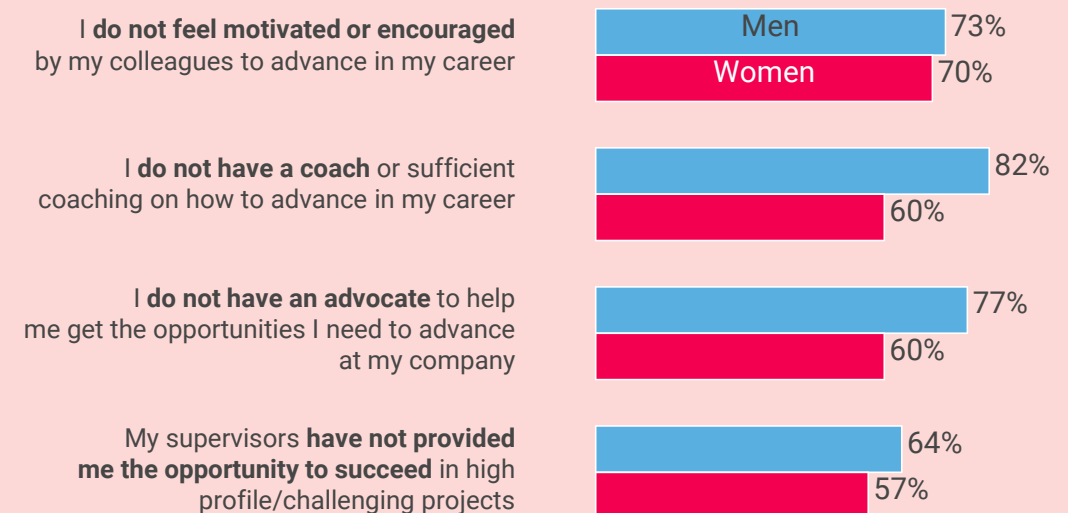 I do not feel motivated or encouraged
by my colleagues to advance in my career
Men
73%
Women
70%
I do not have a coach or sufficient
coaching on how to advance in my career
82%
60%
I do not have an advocate to help
me get the opportunities I need to advance
at my company
77%
60%
My supervisors have not provided
me the opportunity to succeed in high
profile/challenging projects
64%
57%